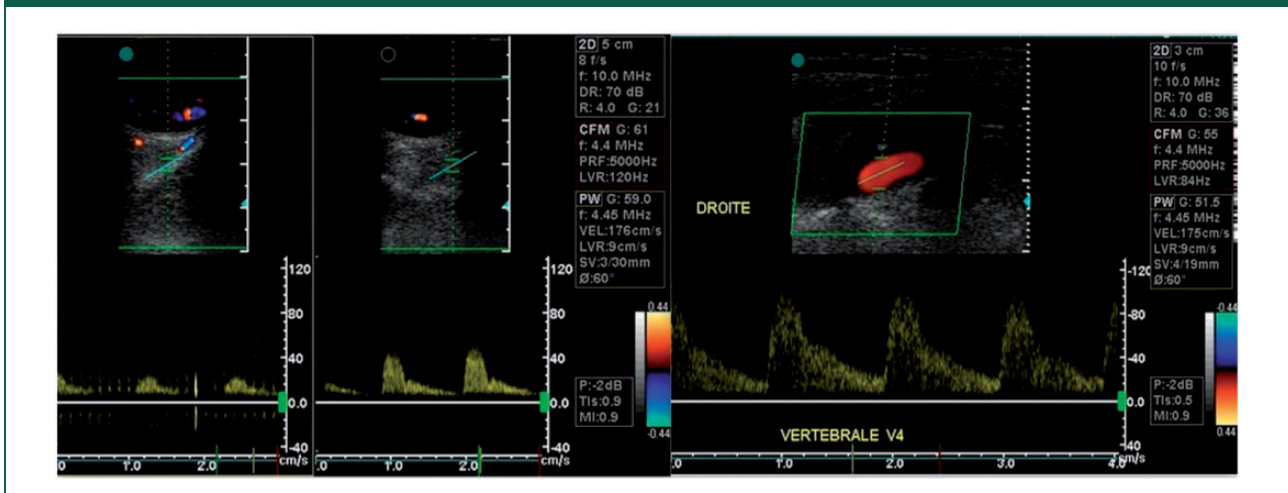 2D 5 cm
8 f/s
f: 10.0 MHz
DR: 70 dB
R: 4.0 G: 21
CFM G: 61
f: 4.4 MHz
PRF:5000Hz
LVR:120Hz
PW G: 59.0
f: 4.45 MHz
VEL:176cm/s
LVR:9cm/s
SV:3/30mm
Ø:60°
120
80
40
0.0
-40
cm/s
0.44
-0.44
P:-2dB
TIs:0.9
MI:0.9
.0 1.0 2.0
.0 1.0 2.0
DROITE
2D 3 cm
10 f/s
f: 10.0 MHz
DR: 70 dB
R: 4.0 G: 36
CFM G: 55
f: 4.4 MHz
PRF:5000Hz
LVR:84Hz
PW G: 51.5
f: 4.45 MHz
VEL:175cm/s
LVR:9cm/s
SV:4/19mm
Ø:60°
-120
-80
-40
0.0
40
cm/s
-0.44
0.44
P:-2dB
TIs:0.5
MI:0.9
VERTEBRALE V4
.0 1.0 2.0 3.0 4.0